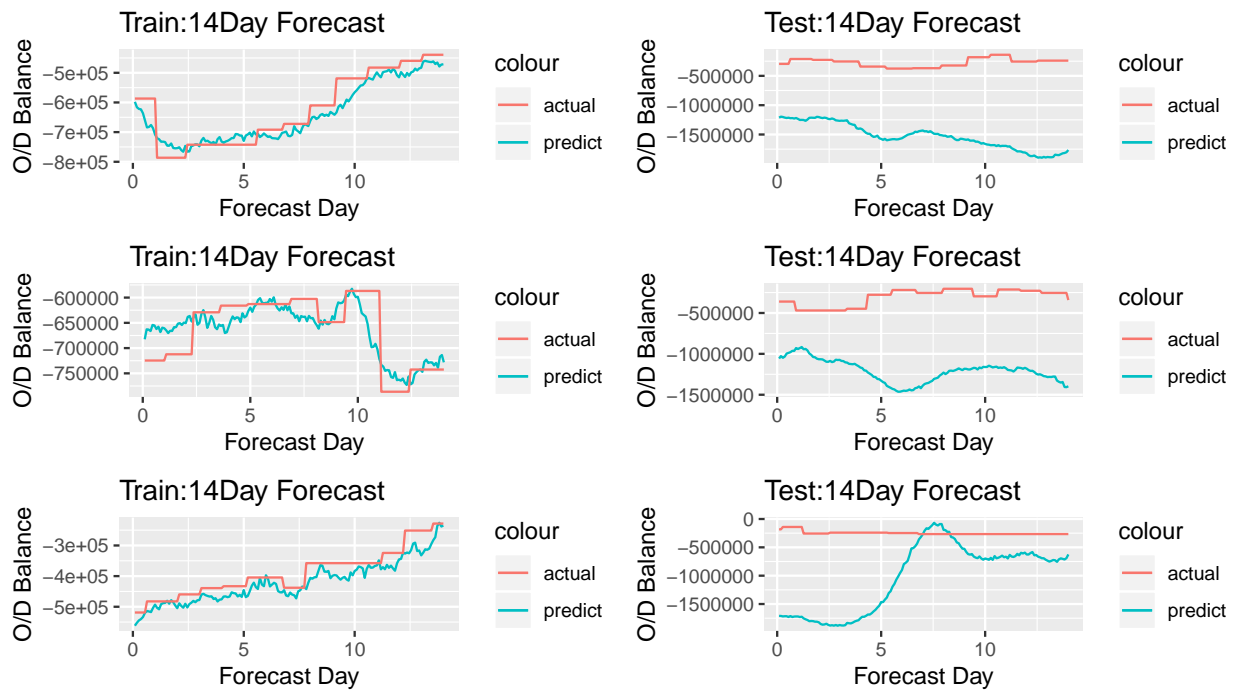 Train:14Day Forecast
O/D Balance
−5e+05
−6e+05
−7e+05
−8e+05
0 5 10
Forecast Day
colour
actual
predict
Test:14Day Forecast
O/D Balance
−500000
−1000000
−1500000
0 5 10
Forecast Day
colour
actual
predict
Train:14Day Forecast
O/D Balance
−600000
−650000
−700000
−750000
0 5 10
Forecast Day
colour
actual
predict
Test:14Day Forecast
O/D Balance
−500000
−1000000
−1500000
0 5 10
Forecast Day
colour
actual
predict
Train:14Day Forecast
O/D Balance
−3e+05
−4e+05
−5e+05
0 5 10
Forecast Day
colour
actual
predict
Test:14Day Forecast
O/D Balance
0
−500000
−1000000
−1500000
0 5 10
Forecast Day
colour
actual
predict